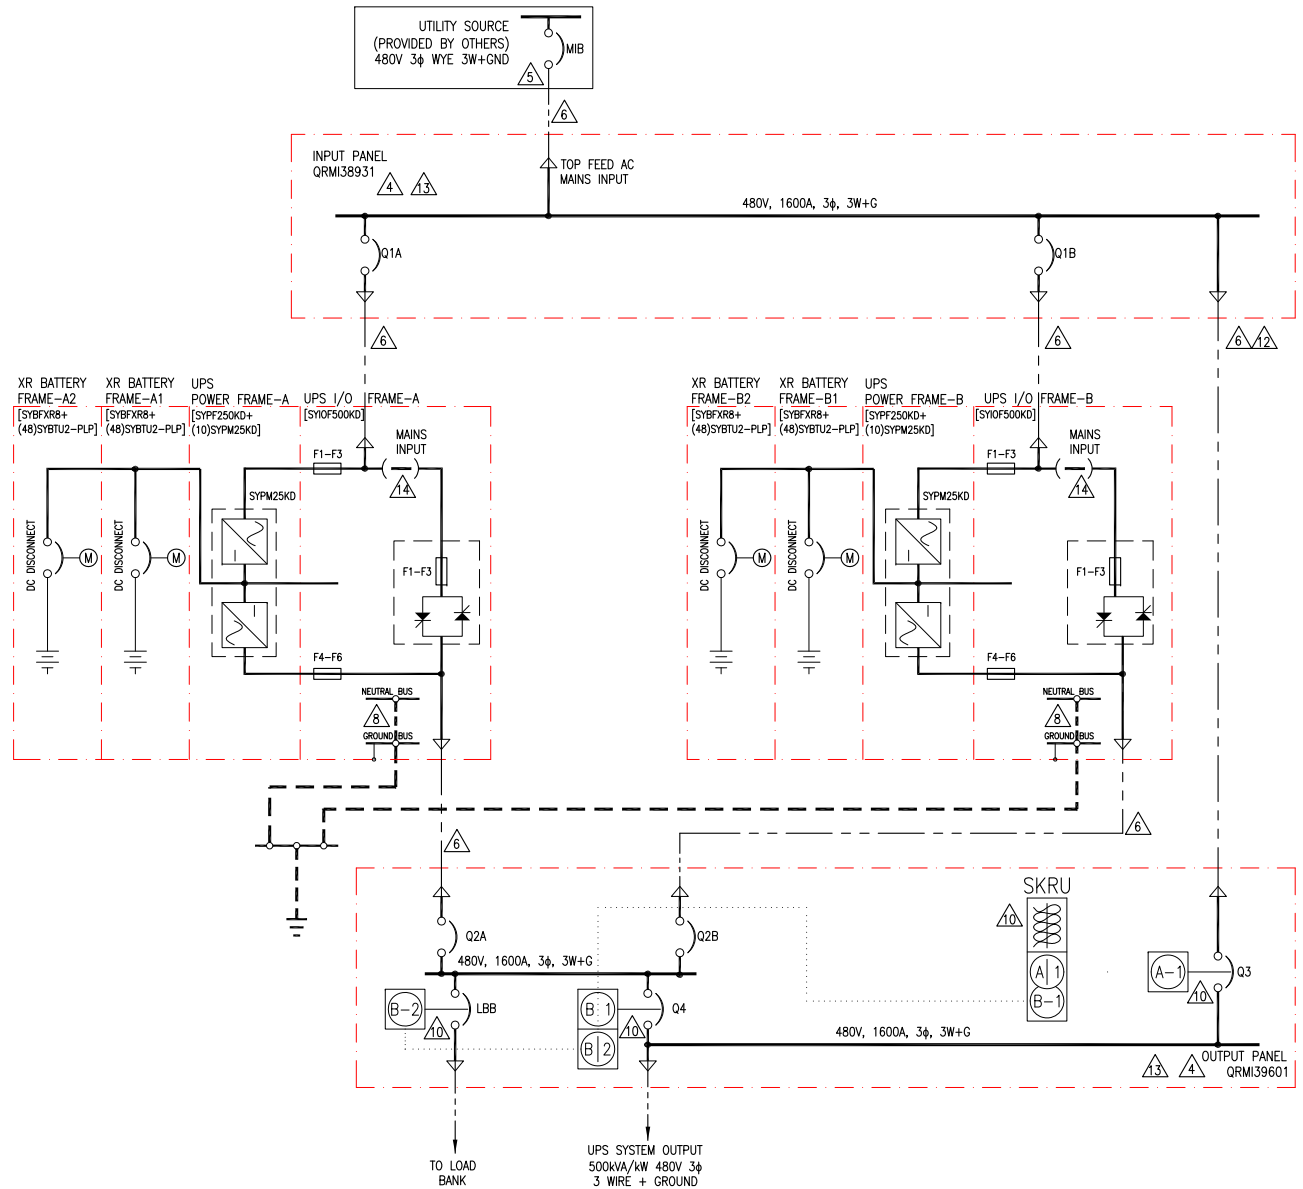 UTILITY SOURCE
(PROVIDED BY OTHERS)
480V 3ϕ WYE 3W+GND
MIB
5
6
INPUT PANEL
QRMI38931
4
13
TOP FEED AC
MAINS INPUT
480V, 1600A, 3ϕ, 3W+G
Q1A
Q1B
6
6
6
12
XR BATTERY
FRAME-A2
[SYBFXR8+
(48)SYBTU2-PLP]
XR BATTERY
FRAME-A1
[SYBFXR8+
(48)SYBTU2-PLP]
UPS
POWER FRAME-A
[SYPF250KD+
(10)SYPM25KD]
UPS I/O FRAME-A
[SYIOF500KD]
MAINS
INPUT
F1-F3
14
SYPM25KD
DC DISCONNECT
M
DC DISCONNECT
M
F1-F3
F4-F6
NEUTRAL BUS
8
GROUND BUS
XR BATTERY
FRAME-B2
[SYBFXR8+
(48)SYBTU2-PLP]
XR BATTERY
FRAME-B1
[SYBFXR8+
(48)SYBTU2-PLP]
UPS
POWER FRAME-B
[SYPF250KD+
(10)SYPM25KD]
UPS I/O FRAME-B
[SYIOF500KD]
MAINS
INPUT
F1-F3
14
SYPM25KD
DC DISCONNECT
M
DC DISCONNECT
M
F1-F3
F4-F6
NEUTRAL BUS
8
GROUND BUS
6
6
SKRU
10
A 1
B-1
Q2A
Q2B
480V, 1600A, 3ϕ, 3W+G
B-2
10
LBB
B 1
B 2
10
Q4
A-1
10
Q3
480V, 1600A, 3ϕ, 3W+G
13
4
OUTPUT PANEL
QRMI39601
TO LOAD
BANK
UPS SYSTEM OUTPUT
500kVA/kW 480V 3ϕ
3 WIRE + GROUND